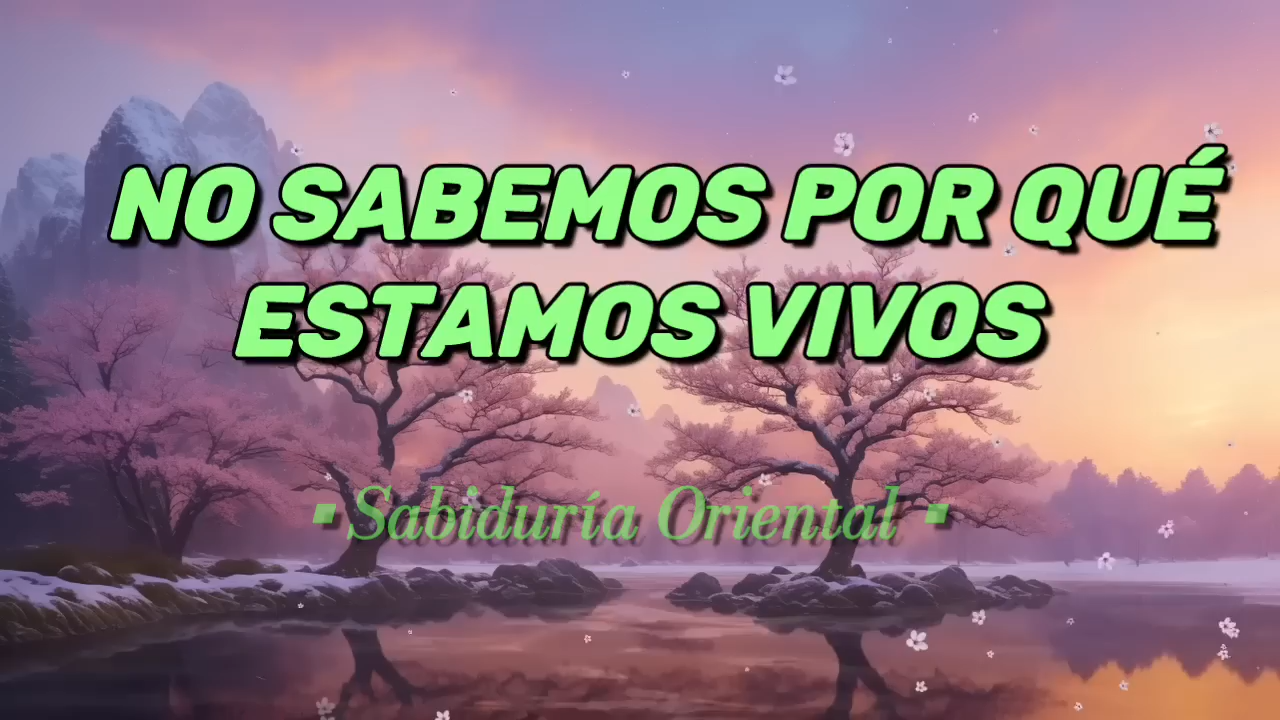 NO SABEMOS POR QUÉ
ESTAMOS VIVOS
▪ Sabiduría Oriental ▪